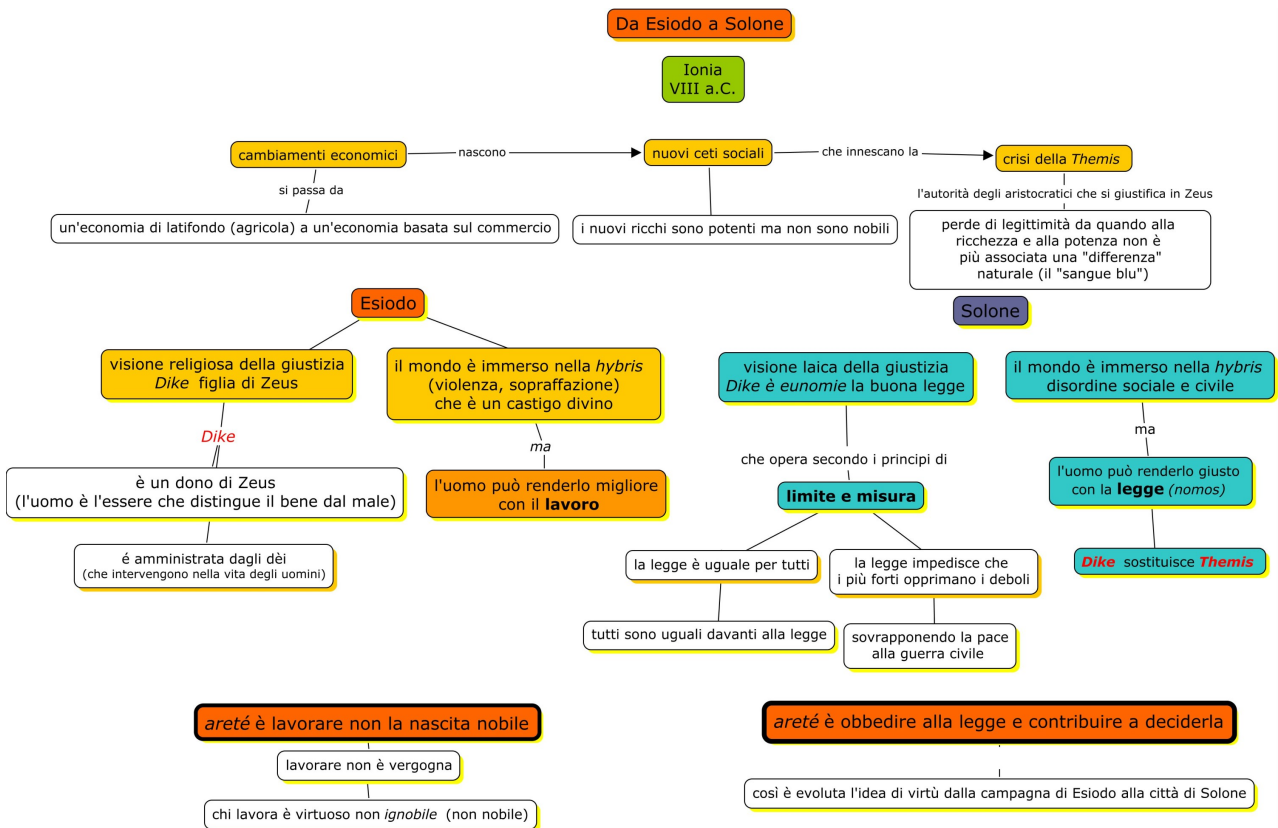 Da Esiodo a Solone
Ionia
VIII a.C.
cambiamenti economici
nascono
nuovi ceti sociali
che innescano la
crisi della Themis
si passa da
l'autorità degli aristocratici che si giustifica in Zeus
un'economia di latifondo (agricola) a un'economia basata sul commercio
i nuovi ricchi sono potenti ma non sono nobili
perde di legittimità da quando alla
ricchezza e alla potenza non è
più associata una "differenza"
naturale (il "sangue blu")
Esiodo
visione religiosa della giustizia
Dike figlia di Zeus
il mondo è immerso nella hybris
(violenza, sopraffazione)
che è un castigo divino
Dike
ma
è un dono di Zeus
(l'uomo è l'essere che distingue il bene dal male)
l'uomo può renderlo migliore
con il lavoro
é amministrata dagli dèi
(che intervengono nella vita degli uomini)
Solone
visione laica della giustizia
Dike è eunomie la buona legge
il mondo è immerso nella hybris
disordine sociale e civile
che opera secondo i principi di
ma
limite e misura
l'uomo può renderlo giusto
con la legge (nomos)
la legge è uguale per tutti
la legge impedisce che
i più forti opprimano i deboli
Dike sostituisce Themis
tutti sono uguali davanti alla legge
sovrapponendo la pace
alla guerra civile
areté è lavorare non la nascita nobile
lavorare non è vergogna
chi lavora è virtuoso non ignobile (non nobile)
areté è obbedire alla legge e contribuire a deciderla
così è evoluta l'idea di virtù dalla campagna di Esiodo alla città di Solone